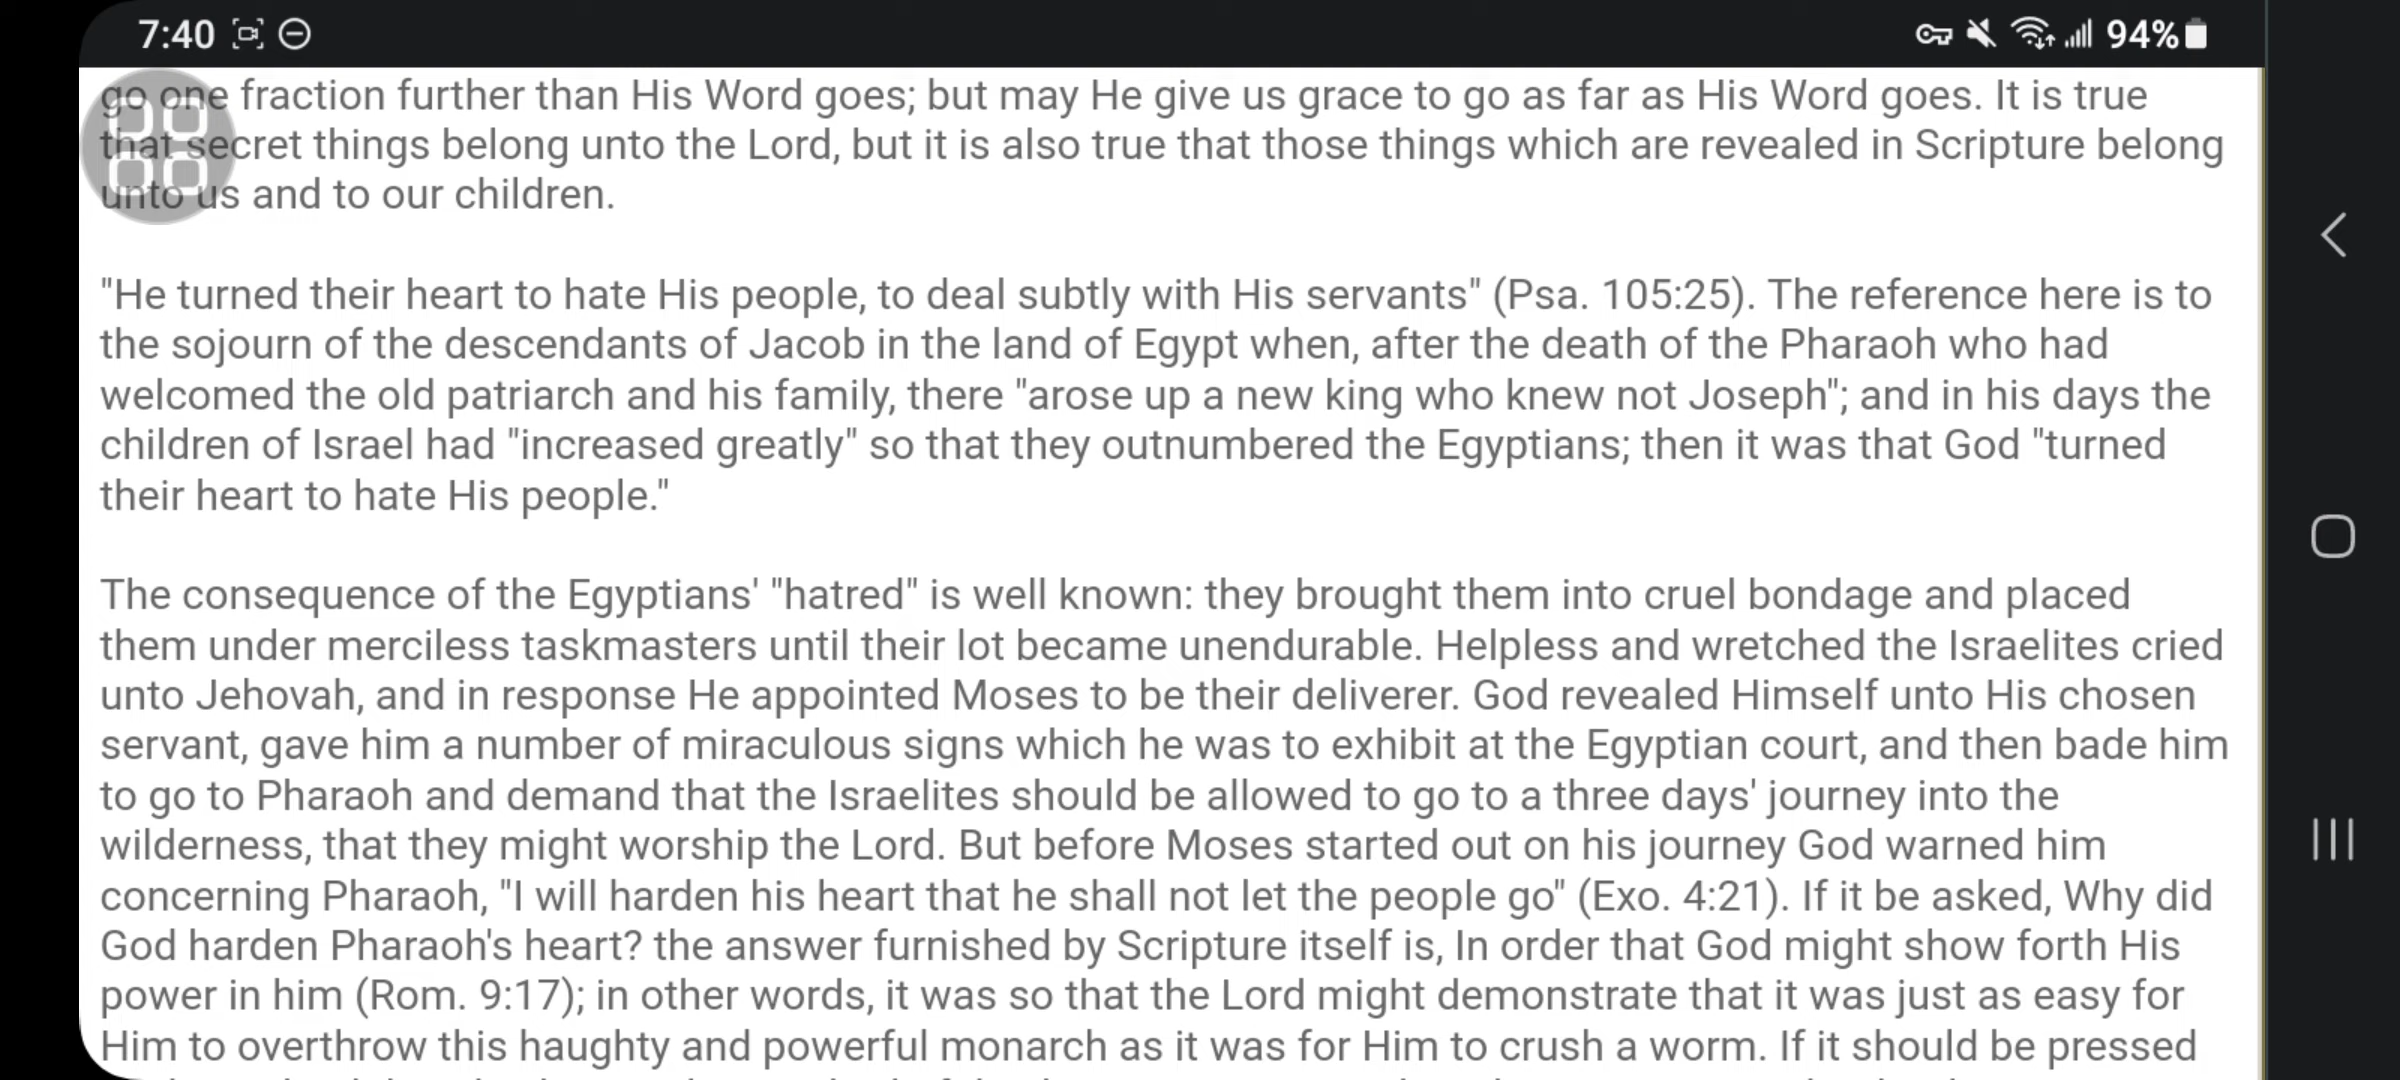 7:40
94%
go one fraction further than His Word goes; but may He give us grace to go as far as His Word goes. It is true
that secret things belong unto the Lord, but it is also true that those things which are revealed in Scripture belong
unto us and to our children.
"He turned their heart to hate His people, to deal subtly with His servants" (Psa. 105:25). The reference here is to
the sojourn of the descendants of Jacob in the land of Egypt when, after the death of the Pharaoh who had
welcomed the old patriarch and his family, there "arose up a new king who knew not Joseph"; and in his days the
children of Israel had "increased greatly" so that they outnumbered the Egyptians; then it was that God "turned
their heart to hate His people."
The consequence of the Egyptians' "hatred" is well known: they brought them into cruel bondage and placed
them under merciless taskmasters until their lot became unendurable. Helpless and wretched the Israelites cried
unto Jehovah, and in response He appointed Moses to be their deliverer. God revealed Himself unto His chosen
servant, gave him a number of miraculous signs which he was to exhibit at the Egyptian court, and then bade him
to go to Pharaoh and demand that the Israelites should be allowed to go to a three days' journey into the
wilderness, that they might worship the Lord. But before Moses started out on his journey God warned him
concerning Pharaoh, "I will harden his heart that he shall not let the people go" (Exo. 4:21). If it be asked, Why did
God harden Pharaoh's heart? the answer furnished by Scripture itself is, In order that God might show forth His
power in him (Rom. 9:17); in other words, it was so that the Lord might demonstrate that it was just as easy for
Him to overthrow this haughty and powerful monarch as it was for Him to crush a worm. If it should be pressed